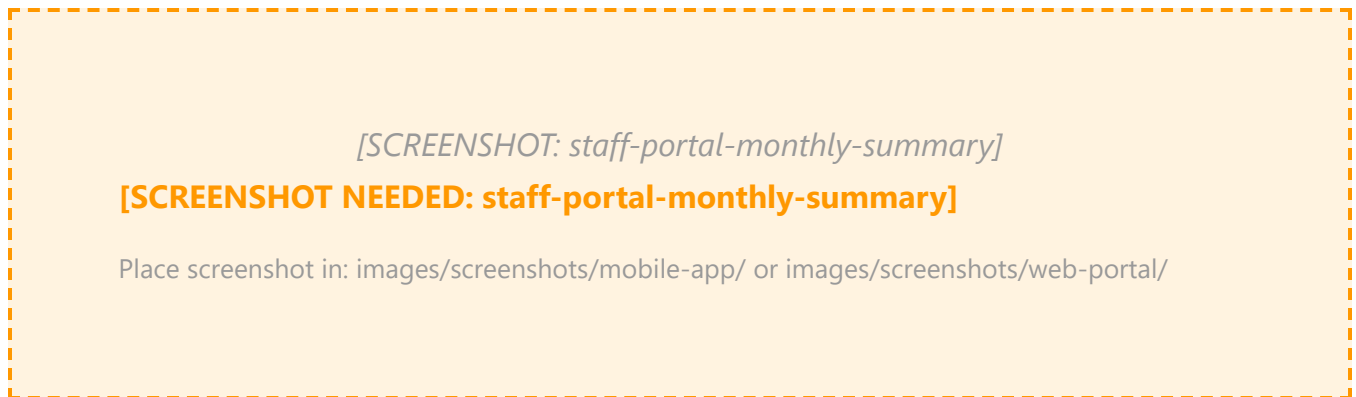 [SCREENSHOT: staff-portal-monthly-summary]
[SCREENSHOT NEEDED: staff-portal-monthly-summary]
Place screenshot in: images/screenshots/mobile-app/ or images/screenshots/web-portal/